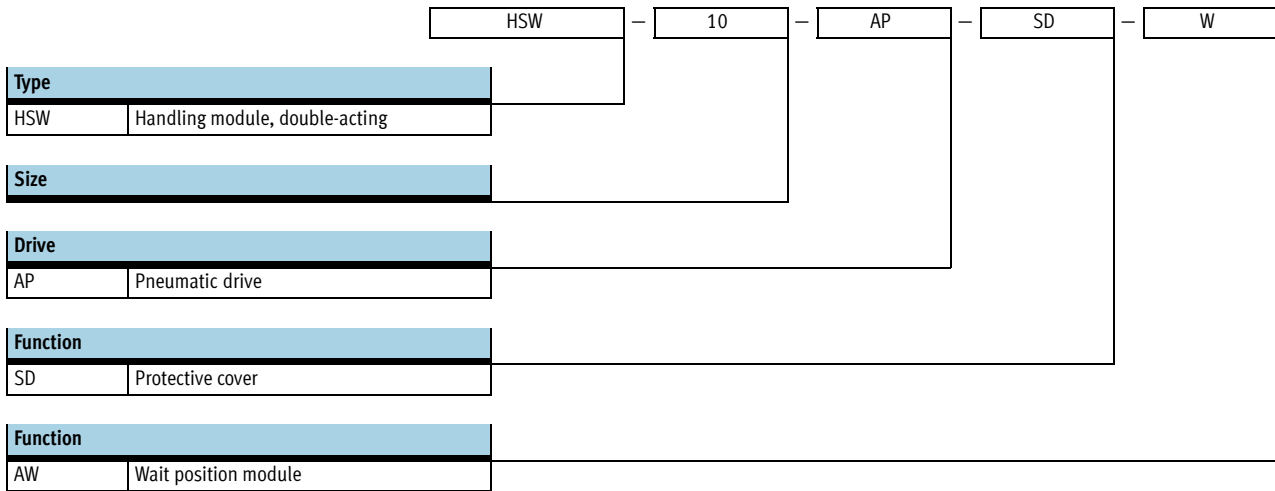 HSW – 10 – AP – SD – W
Type
HSW Handling module, double-acting
Size
Drive
AP Pneumatic drive
Function
SD Protective cover
Function
AW Wait position module